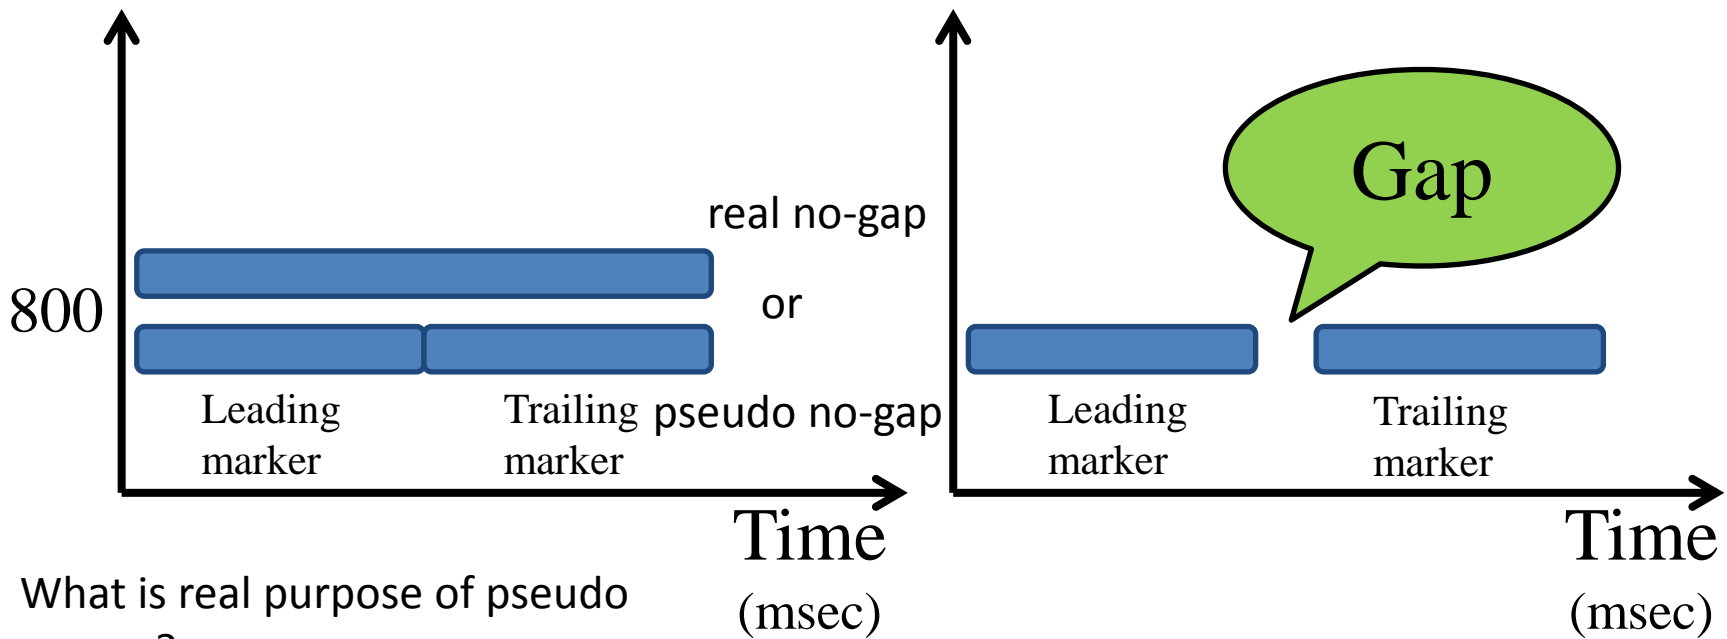 real no-gap
or
pseudo no-gap
800
Leading
marker
Trailing
marker
Time
(msec)
Gap
Leading
marker
Trailing
marker
Time
(msec)
What is real purpose of pseudo
?